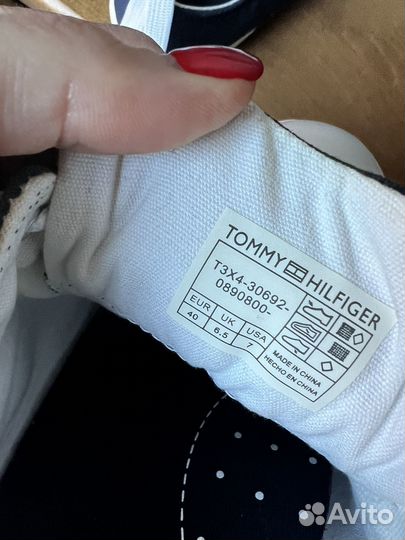 TOMMY HILFIGER
T3X4-30692-
0890800-
EUR UK USA
40 6.5 7
MADE IN CHINA
HECHO EN CHINA
Avito